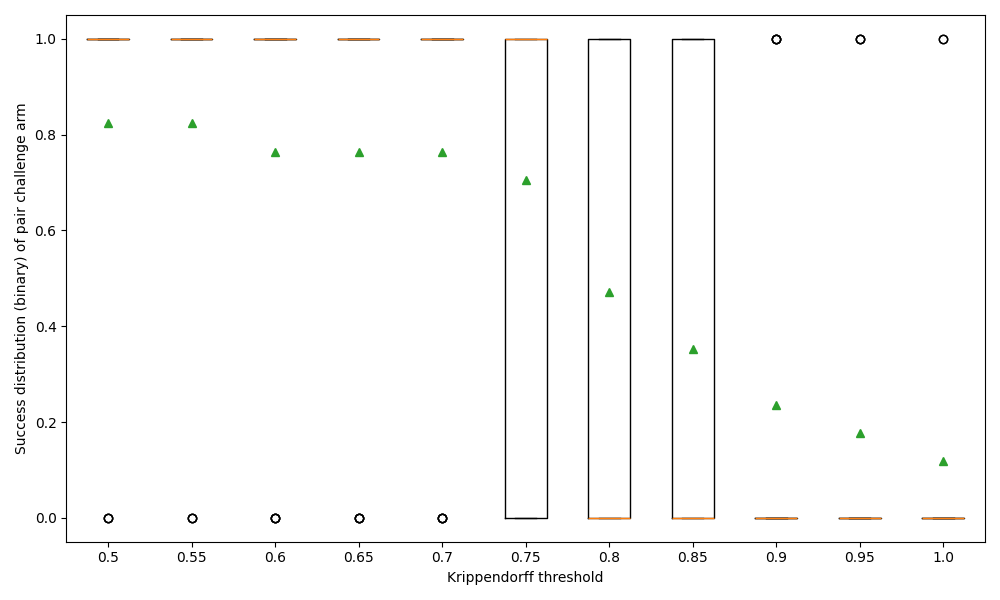 1.0
0.8
0.6
0.4
0.2
0.0
Success distribution (binary) of pair challenge arm
0.5 0.55 0.6 0.65 0.7 0.75 0.8 0.85 0.9 0.95 1.0
Krippendorff threshold